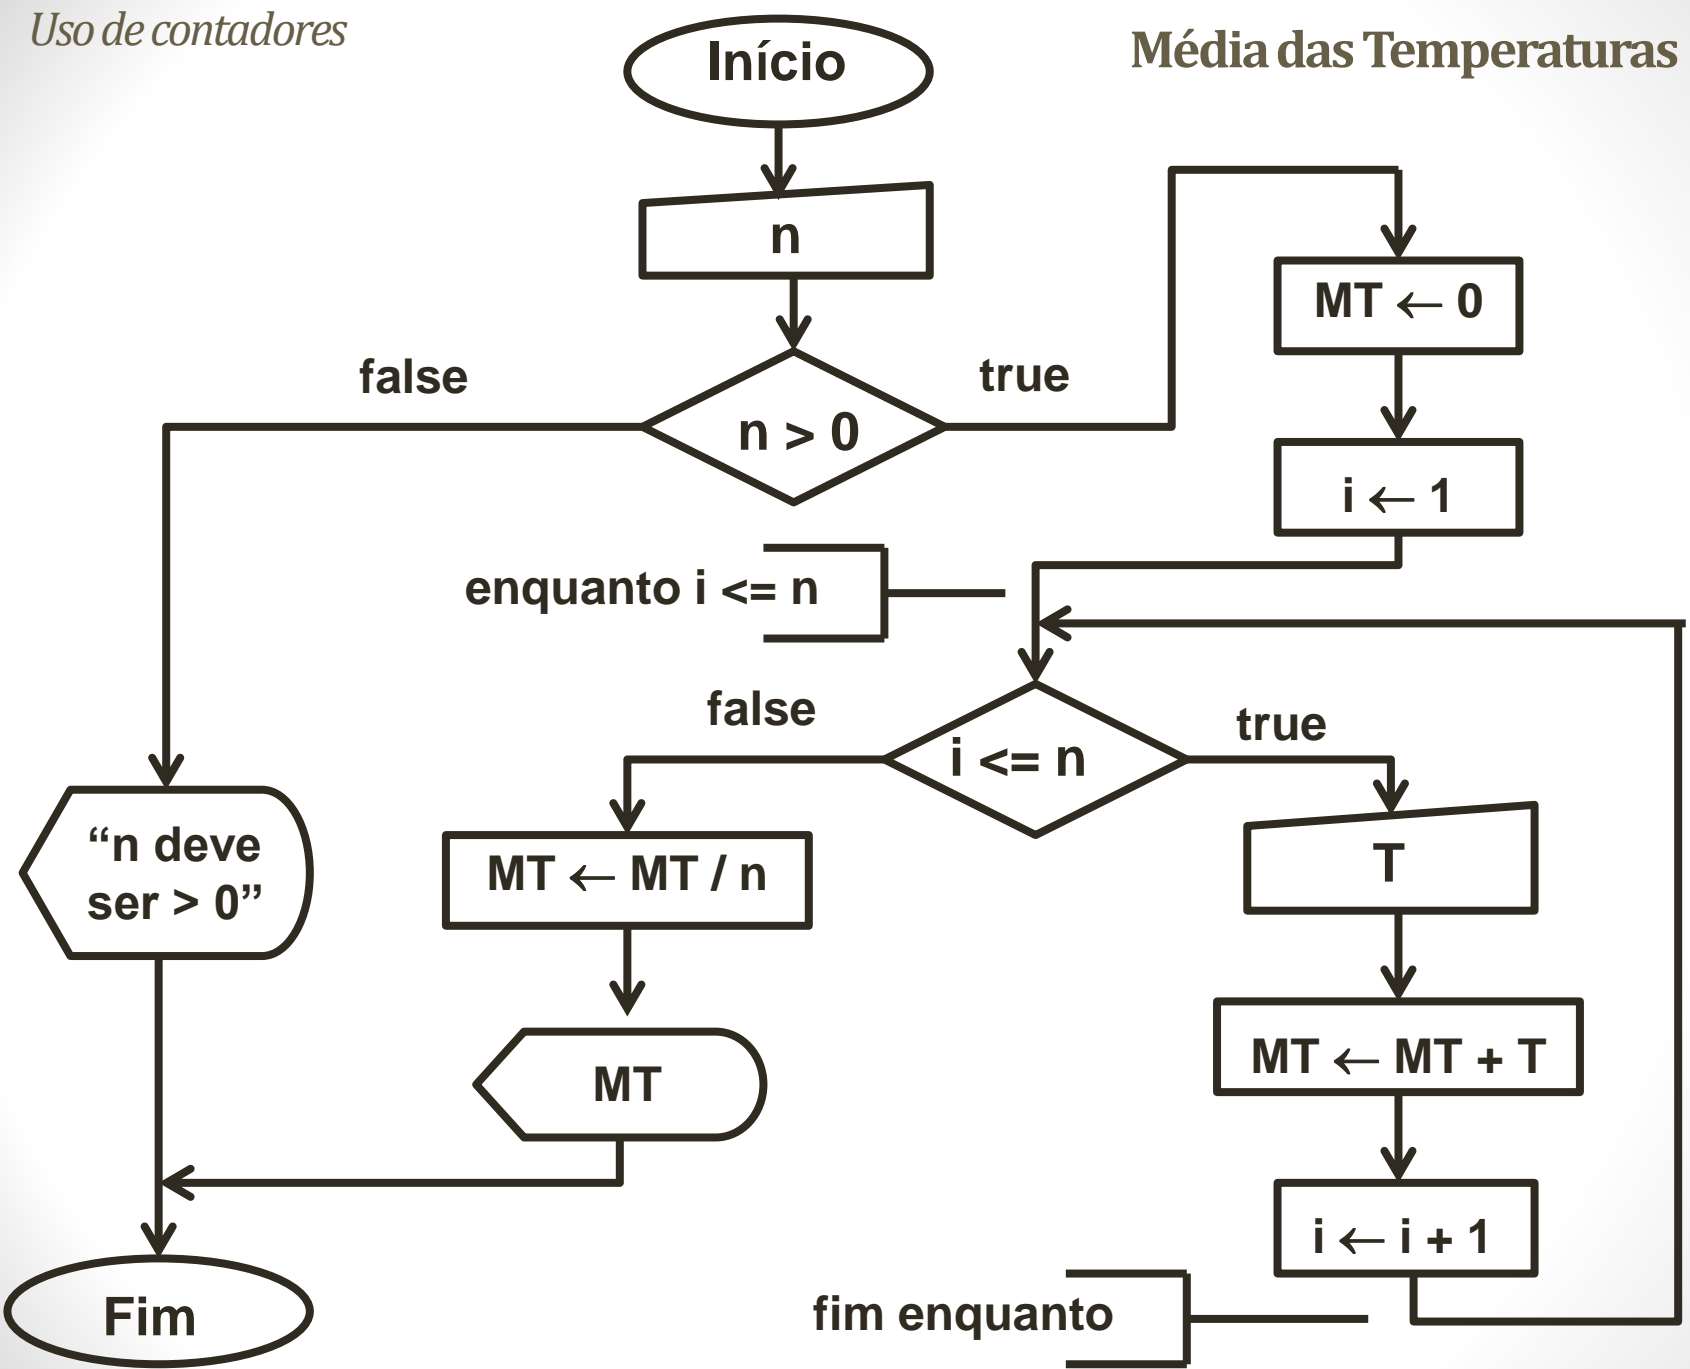 Uso de contadores
Média das Temperaturas
Início
n
n > 0
false
true
MT ← 0
i ← 1
enquanto i <= n
i <= n
false
true
T
MT ← MT + T
i ← i + 1
fim enquanto
MT ← MT / n
MT
“n deve
ser > 0”
Fim